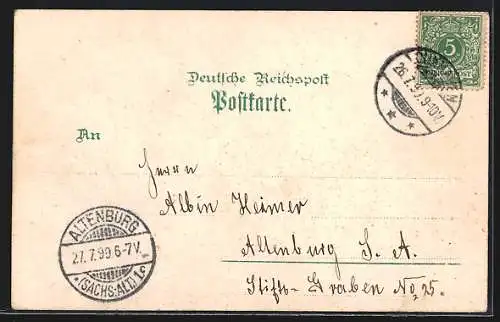 5
26.7.99.9-10V.
Deutsche Reichspost
Postkarte.
An
Herrn
Albin Heimer
Altenburg S. A.
Stifts-Graben No. 25.
ALTENBURG
27.7.99.6-7V.
*(SACHS.ALT.)1.c